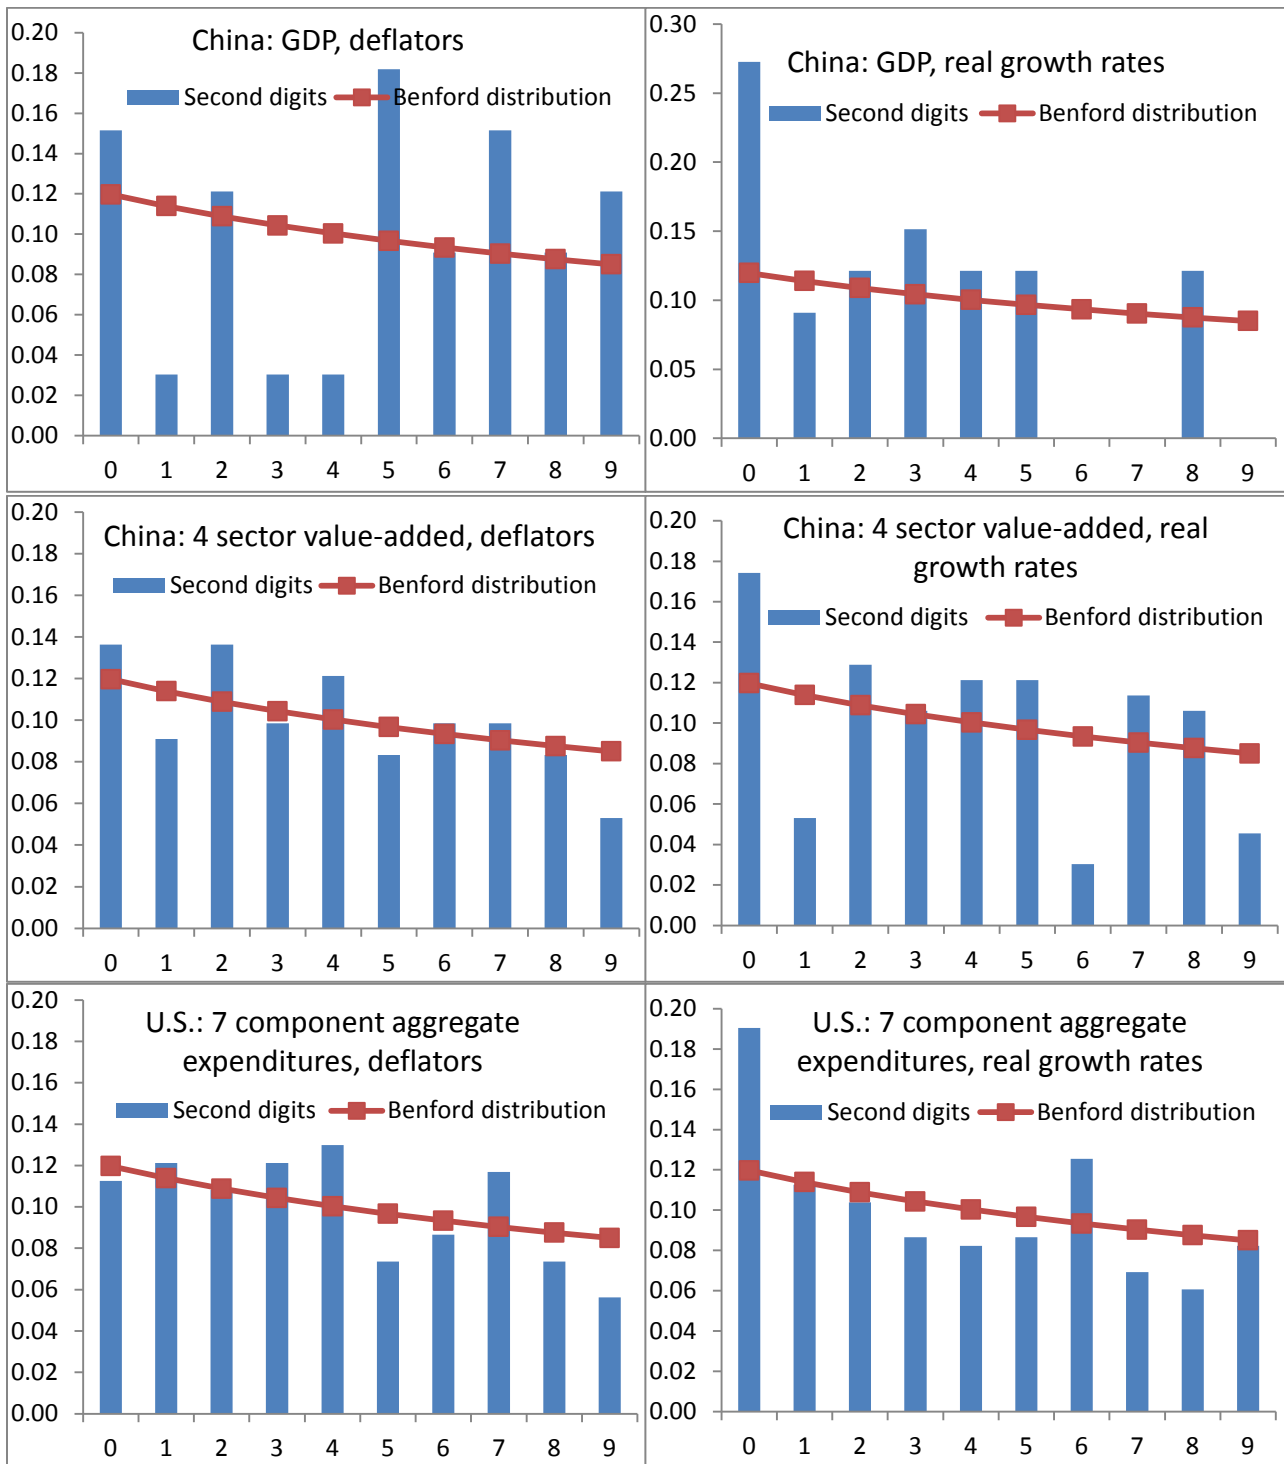 China: GDP, deflators
Second digits Benford distribution
0.20
0.18
0.16
0.14
0.12
0.10
0.08
0.06
0.04
0.02
0.00
0 1 2 3 4 5 6 7 8 9
China: GDP, real growth rates
Second digits Benford distribution
0.30
0.25
0.20
0.15
0.10
0.05
0.00
0 1 2 3 4 5 6 7 8 9
China: 4 sector value-added, deflators
Second digits Benford distribution
0.20
0.18
0.16
0.14
0.12
0.10
0.08
0.06
0.04
0.02
0.00
0 1 2 3 4 5 6 7 8 9
China: 4 sector value-added, real
growth rates
Second digits Benford distribution
0.20
0.18
0.16
0.14
0.12
0.10
0.08
0.06
0.04
0.02
0.00
0 1 2 3 4 5 6 7 8 9
U.S.: 7 component aggregate
expenditures, deflators
Second digits Benford distribution
0.20
0.18
0.16
0.14
0.12
0.10
0.08
0.06
0.04
0.02
0.00
0 1 2 3 4 5 6 7 8 9
U.S.: 7 component aggregate
expenditures, real growth rates
Second digits Benford distribution
0.20
0.18
0.16
0.14
0.12
0.10
0.08
0.06
0.04
0.02
0.00
0 1 2 3 4 5 6 7 8 9